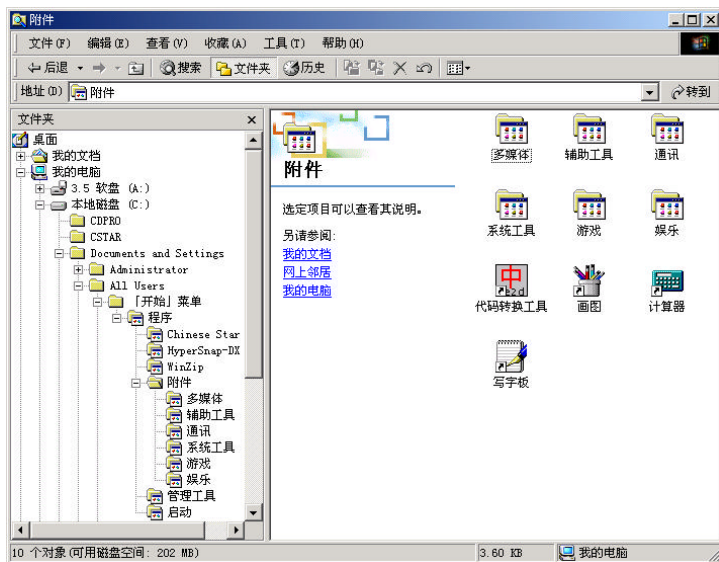 附件
文件(F) 编辑(E) 查看(V) 收藏(A) 工具(T) 帮助(H)
后退 搜索 文件夹 历史
地址(D) 附件 转到
文件夹
桌面
我的文档
我的电脑
3.5 软盘 (A:)
本地磁盘 (C:)
CDPRO
CSTAR
Documents and Settings
Administrator
All Users
「开始」菜单
程序
Chinese Star
HyperSnap-DX
WinZip
附件
多媒体
辅助工具
通讯
系统工具
游戏
娱乐
管理工具
启动
附件
选定项目可以查看其说明。
另请参阅:
我的文档
网上邻居
我的电脑
多媒体 辅助工具 通讯
系统工具 游戏 娱乐
中
代码转换工具 画图 计算器
写字板
10 个对象(可用磁盘空间: 202 MB) 3.60 KB 我的电脑